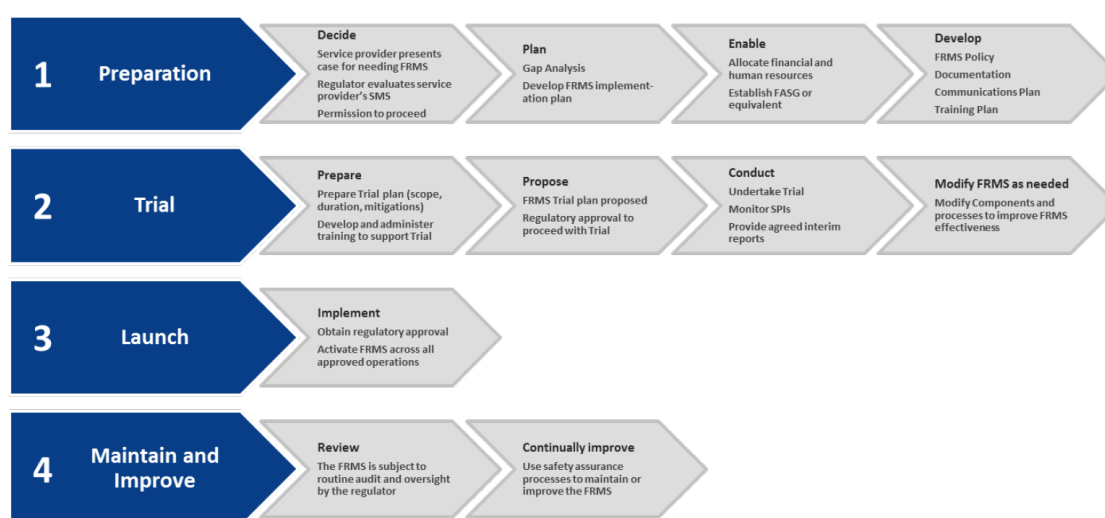 1
Preparation
Decide
Service provider presents
case for needing FRMS
Regulator evaluates service
provider's SMS
Permission to proceed
Plan
Gap Analysis
Develop FRMS implement-
ation plan
Enable
Allocate financial and
human resources
Establish FASG or
equivalent
Develop
FRMS Policy
Documentation
Communications Plan
Training Plan
2
Trial
Prepare
Prepare Trial plan (scope,
duration, mitigations)
Develop and administer
training to support Trial
Propose
FRMS Trial plan proposed
Regulatory approval to
proceed with Trial
Conduct
Undertake Trial
Monitor SPIs
Provide agreed interim
reports
Modify FRMS as needed
Modify Components and
processes to improve FRMS
effectiveness
3
Launch
Implement
Obtain regulatory approval
Activate FRMS across all
approved operations
4
Maintain and
Improve
Review
The FRMS is subject to
routine audit and oversight
by the regulator
Continually improve
Use safety assurance
processes to maintain or
improve the FRMS